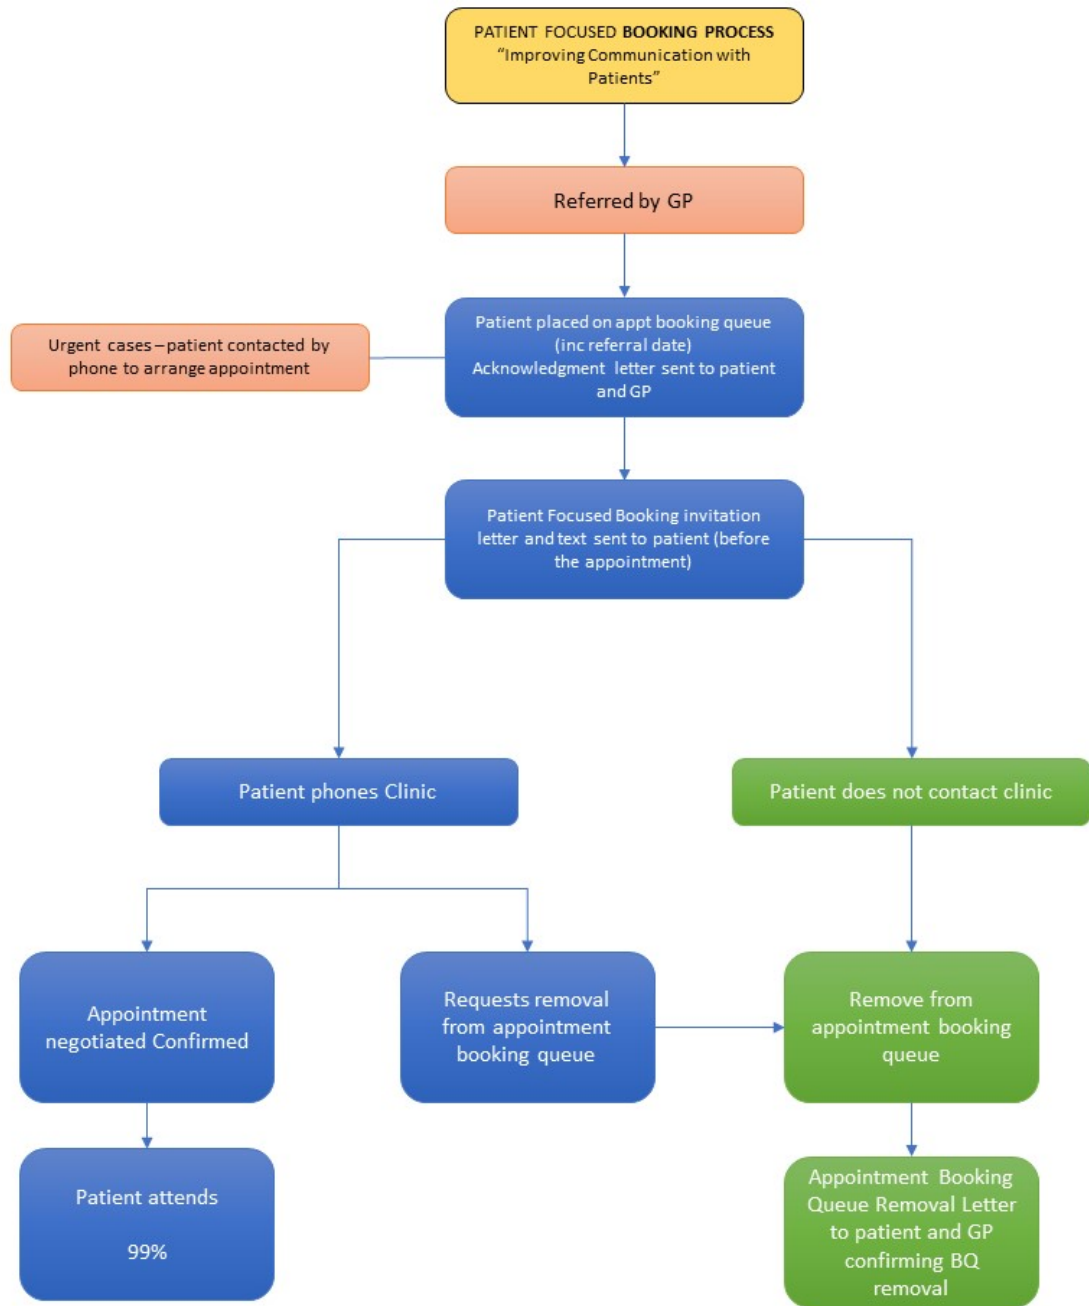 PATIENT FOCUSED BOOKING PROCESS
“Improving Communication with
Patients”
Referred by GP
Patient placed on appt booking queue
(inc referral date)
Acknowledgment letter sent to patient
and GP
Urgent cases – patient contacted by
phone to arrange appointment
Patient Focused Booking invitation
letter and text sent to patient (before
the appointment)
Patient phones Clinic
Patient does not contact clinic
Appointment
negotiated Confirmed
Requests removal
from appointment
booking queue
Remove from
appointment booking
queue
Patient attends
99%
Appointment Booking
Queue Removal Letter
to patient and GP
confirming BQ
removal